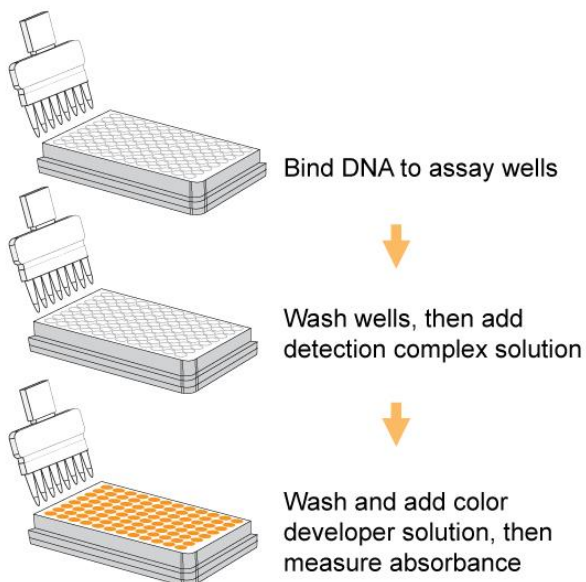 Bind DNA to assay wells
Wash wells, then add
detection complex solution
Wash and add color
developer solution, then
measure absorbance